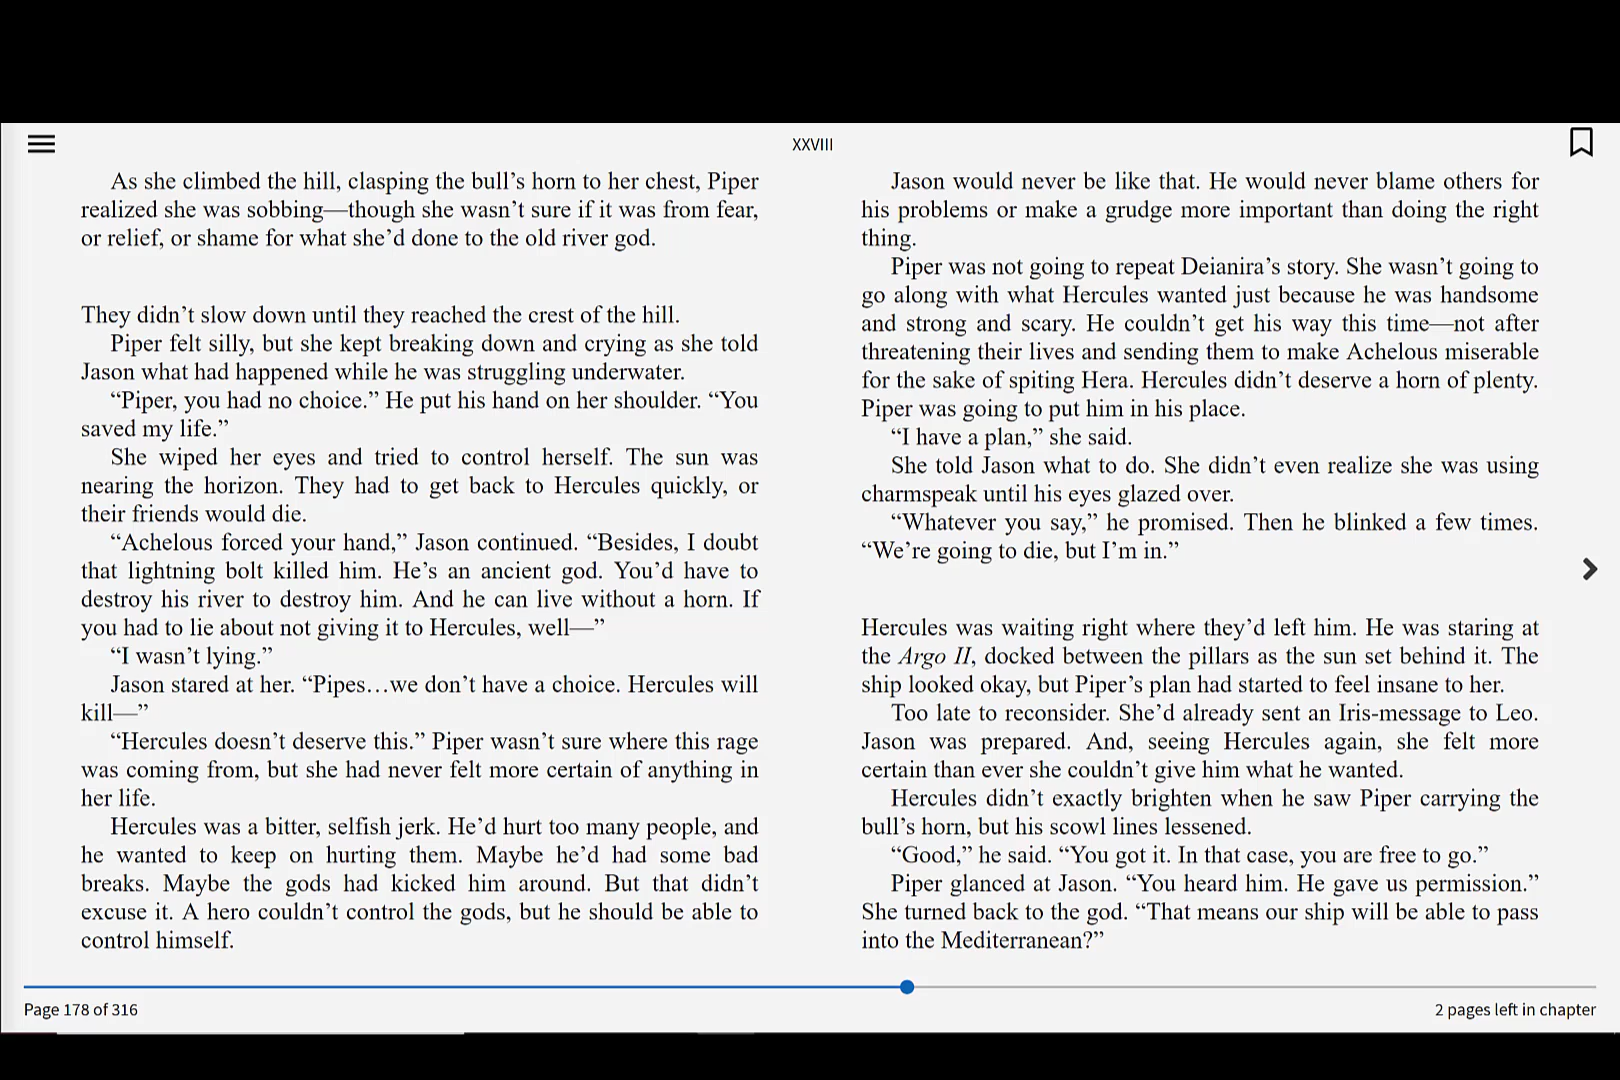 XXVIII
As she climbed the hill, clasping the bull’s horn to her chest, Piper
realized she was sobbing—though she wasn’t sure if it was from fear,
or relief, or shame for what she’d done to the old river god.
They didn’t slow down until they reached the crest of the hill.
Piper felt silly, but she kept breaking down and crying as she told
Jason what had happened while he was struggling underwater.
“Piper, you had no choice.” He put his hand on her shoulder. “You
saved my life.”
She wiped her eyes and tried to control herself. The sun was
nearing the horizon. They had to get back to Hercules quickly, or
their friends would die.
“Achelous forced your hand,” Jason continued. “Besides, I doubt
that lightning bolt killed him. He’s an ancient god. You’d have to
destroy his river to destroy him. And he can live without a horn. If
you had to lie about not giving it to Hercules, well—”
“I wasn’t lying.”
Jason stared at her. “Pipes…we don’t have a choice. Hercules will
kill—”
“Hercules doesn’t deserve this.” Piper wasn’t sure where this rage
was coming from, but she had never felt more certain of anything in
her life.
Hercules was a bitter, selfish jerk. He’d hurt too many people, and
he wanted to keep on hurting them. Maybe he’d had some bad
breaks. Maybe the gods had kicked him around. But that didn’t
excuse it. A hero couldn’t control the gods, but he should be able to
control himself.
Jason would never be like that. He would never blame others for
his problems or make a grudge more important than doing the right
thing.
Piper was not going to repeat Deianira’s story. She wasn’t going to
go along with what Hercules wanted just because he was handsome
and strong and scary. He couldn’t get his way this time—not after
threatening their lives and sending them to make Achelous miserable
for the sake of spiting Hera. Hercules didn’t deserve a horn of plenty.
Piper was going to put him in his place.
“I have a plan,” she said.
She told Jason what to do. She didn’t even realize she was using
charmspeak until his eyes glazed over.
“Whatever you say,” he promised. Then he blinked a few times.
“We’re going to die, but I’m in.”
Hercules was waiting right where they’d left him. He was staring at
the Argo II, docked between the pillars as the sun set behind it. The
ship looked okay, but Piper’s plan had started to feel insane to her.
Too late to reconsider. She’d already sent an Iris-message to Leo.
Jason was prepared. And, seeing Hercules again, she felt more
certain than ever she couldn’t give him what he wanted.
Hercules didn’t exactly brighten when he saw Piper carrying the
bull’s horn, but his scowl lines lessened.
“Good,” he said. “You got it. In that case, you are free to go.”
Piper glanced at Jason. “You heard him. He gave us permission.”
She turned back to the god. “That means our ship will be able to pass
into the Mediterranean?”
Page 178 of 316
2 pages left in chapter